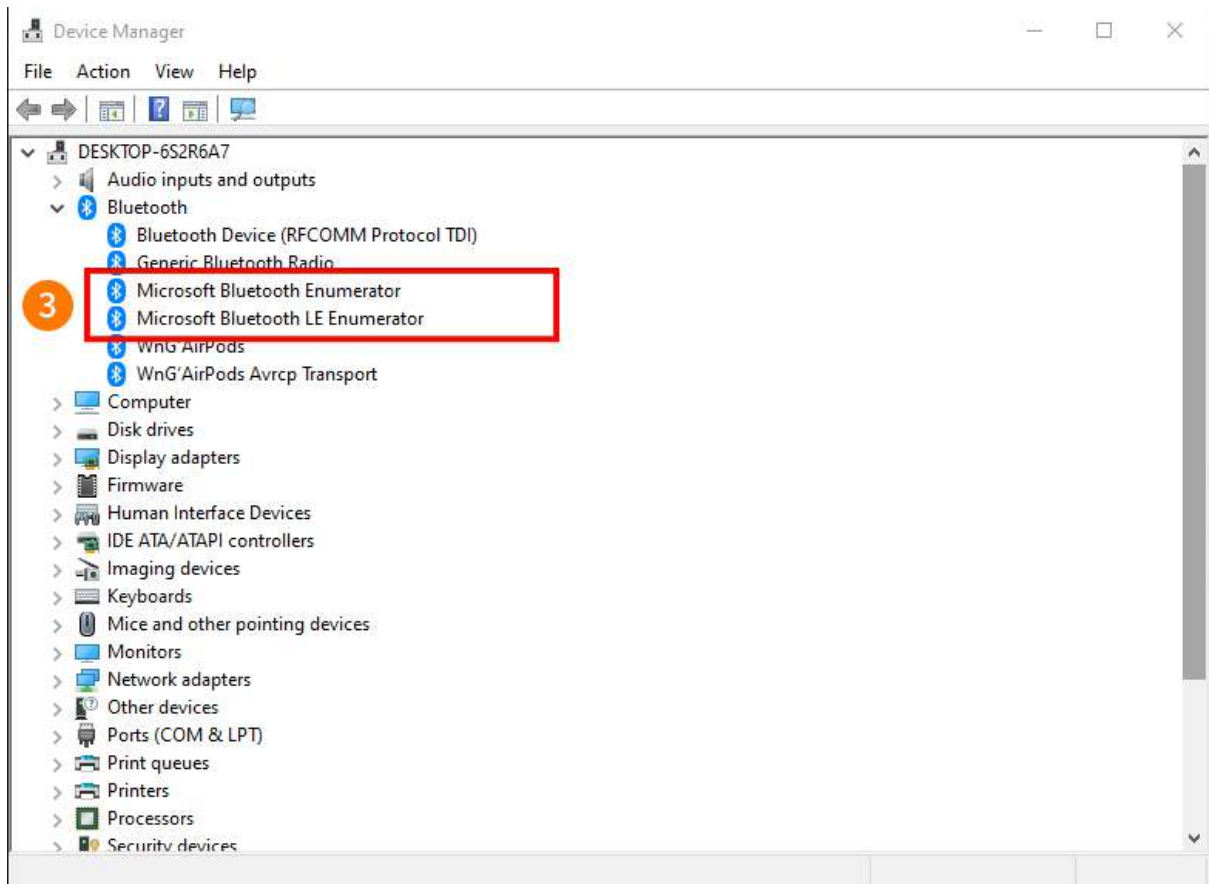 Device Manager
File Action View Help
DESKTOP-6S2R6A7
Audio inputs and outputs
Bluetooth
Bluetooth Device (RFCOMM Protocol TDI)
Generic Bluetooth Radio
3
Microsoft Bluetooth Enumerator
Microsoft Bluetooth LE Enumerator
WnG'AirPods
WnG'AirPods Avrcp Transport
Computer
Disk drives
Display adapters
Firmware
Human Interface Devices
IDE ATA/ATAPI controllers
Imaging devices
Keyboards
Mice and other pointing devices
Monitors
Network adapters
Other devices
Ports (COM & LPT)
Print queues
Printers
Processors
Security devices